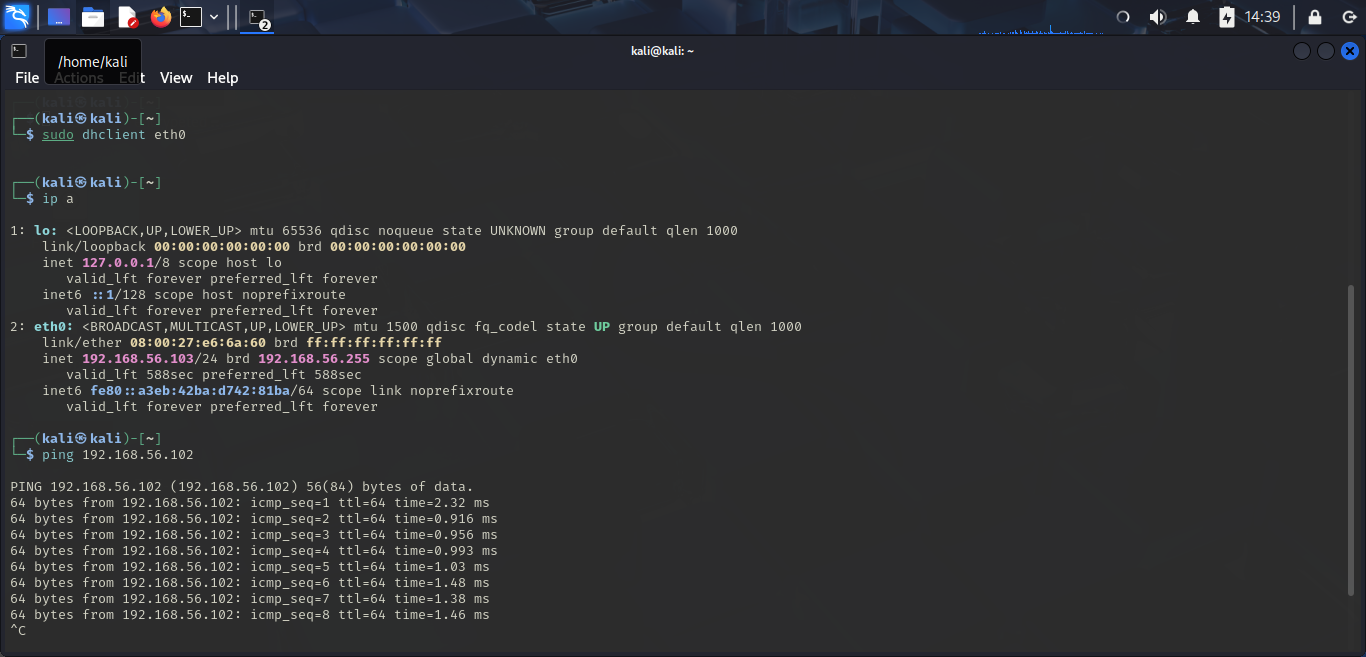 14:39
kali@kali: ~
/home/kali
File Actions Edit View Help
(kali㉿kali)-[~]
┌──(kali㉿kali)-[~]
└─$ sudo dhclient eth0
┌──(kali㉿kali)-[~]
└─$ ip a
1: lo: <LOOPBACK,UP,LOWER_UP> mtu 65536 qdisc noqueue state UNKNOWN group default qlen 1000
link/loopback 00:00:00:00:00:00 brd 00:00:00:00:00:00
inet 127.0.0.1/8 scope host lo
valid_lft forever preferred_lft forever
inet6 ::1/128 scope host noprefixroute
valid_lft forever preferred_lft forever
2: eth0: <BROADCAST,MULTICAST,UP,LOWER_UP> mtu 1500 qdisc fq_codel state UP group default qlen 1000
link/ether 08:00:27:e6:6a:60 brd ff:ff:ff:ff:ff:ff
inet 192.168.56.103/24 brd 192.168.56.255 scope global dynamic eth0
valid_lft 588sec preferred_lft 588sec
inet6 fe80::a3eb:42ba:d742:81ba/64 scope link noprefixroute
valid_lft forever preferred_lft forever
┌──(kali㉿kali)-[~]
└─$ ping 192.168.56.102
PING 192.168.56.102 (192.168.56.102) 56(84) bytes of data.
64 bytes from 192.168.56.102: icmp_seq=1 ttl=64 time=2.32 ms
64 bytes from 192.168.56.102: icmp_seq=2 ttl=64 time=0.916 ms
64 bytes from 192.168.56.102: icmp_seq=3 ttl=64 time=0.956 ms
64 bytes from 192.168.56.102: icmp_seq=4 ttl=64 time=0.993 ms
64 bytes from 192.168.56.102: icmp_seq=5 ttl=64 time=1.03 ms
64 bytes from 192.168.56.102: icmp_seq=6 ttl=64 time=1.48 ms
64 bytes from 192.168.56.102: icmp_seq=7 ttl=64 time=1.38 ms
64 bytes from 192.168.56.102: icmp_seq=8 ttl=64 time=1.46 ms
^C